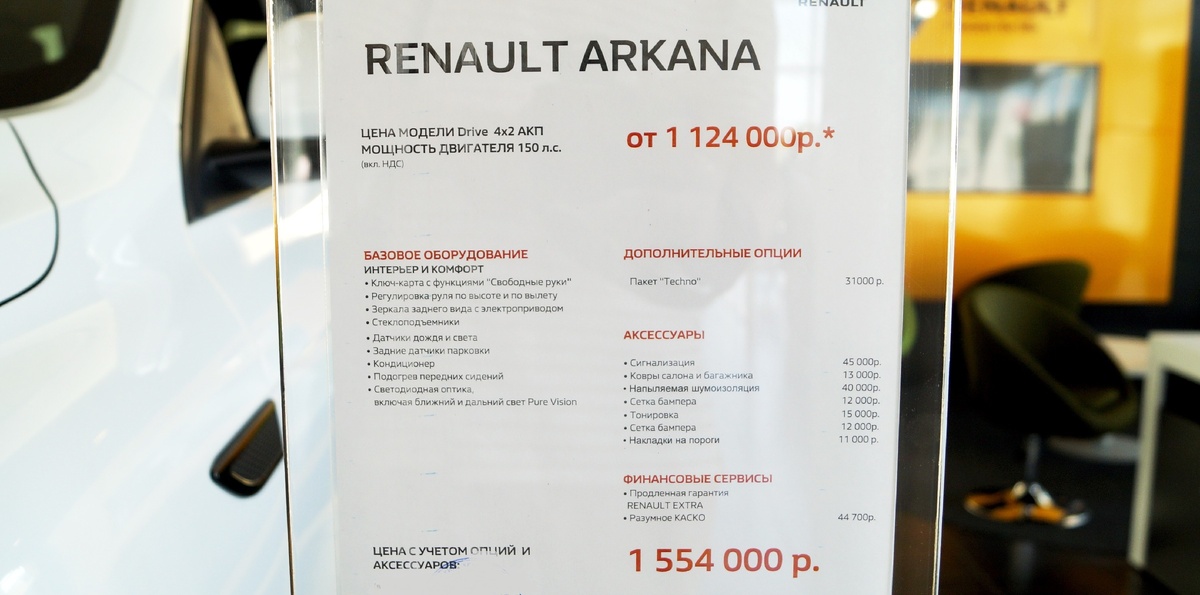 RENAULT
RENAULT ARKANA
ЦЕНА МОДЕЛИ Drive 4x2 АКП
МОЩНОСТЬ ДВИГАТЕЛЯ 150 л.с.
(вкл. НДС)
от 1 124 000р.*
БАЗОВОЕ ОБОРУДОВАНИЕ
ИНТЕРЬЕР И КОМФОРТ
• Ключ-карта с функциями "Свободные руки"
• Регулировка руля по высоте и по вылету
• Зеркала заднего вида с электроприводом
• Стеклоподъемники
• Датчики дождя и света
• Задние датчики парковки
• Кондиционер
• Подогрев передних сидений
• Светодиодная оптика,
включая ближний и дальний свет Pure Vision
ДОПОЛНИТЕЛЬНЫЕ ОПЦИИ
Пакет "Techno" 31000 р.
АКСЕССУАРЫ
• Сигнализация 45 000р.
• Ковры салона и багажника 13 000р.
• Напыляемая шумоизоляция 40 000р.
• Сетка бампера 12 000р.
• Тонировка 15 000р.
• Сетка бампера 12 000р.
• Накладки на пороги 11 000 р.
ФИНАНСОВЫЕ СЕРВИСЫ
• Продленная гарантия
RENAULT EXTRA
• Разумное КАСКО 44 700р.
ЦЕНА С УЧЕТОМ ОПЦИЙ И
АКСЕССУАРОВ*
1 554 000 р.